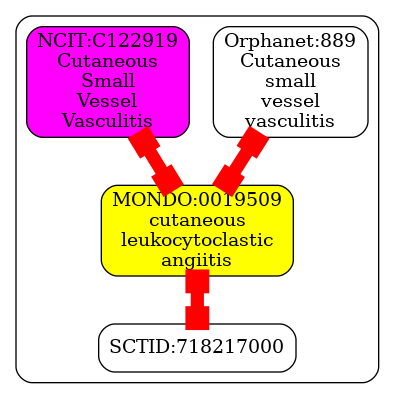 NCIT:C122919
Cutaneous
Small
Vessel
Vasculitis
Orphanet:889
Cutaneous
small
vessel
vasculitis
MONDO:0019509
cutaneous
leukocytoclastic
angiitis
SCTID:718217000